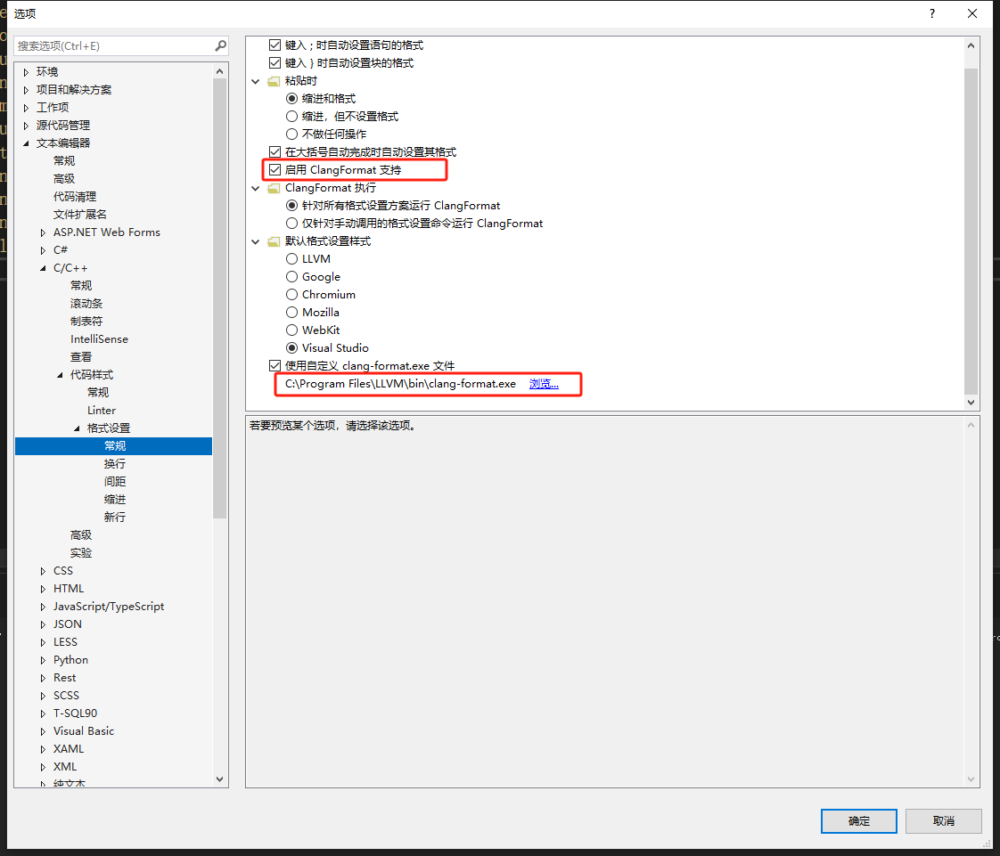 选项
?
搜索选项(Ctrl+E)
环境
项目和解决方案
工作项
源代码管理
文本编辑器
常规
高级
代码清理
文件扩展名
ASP.NET Web Forms
C#
C/C++
常规
滚动条
制表符
IntelliSense
查看
代码样式
常规
Linter
格式设置
常规
换行
间距
缩进
新行
高级
实验
CSS
HTML
JavaScript/TypeScript
JSON
LESS
Python
Rest
SCSS
T-SQL90
Visual Basic
XAML
XML
纯文本
键入 ; 时自动设置语句的格式
键入 } 时自动设置块的格式
粘贴时
缩进和格式
缩进，但不设置格式
不做任何操作
在大括号自动完成时自动设置其格式
启用 ClangFormat 支持
ClangFormat 执行
针对所有格式设置方案运行 ClangFormat
仅针对手动调用的格式设置命令运行 ClangFormat
默认格式设置样式
LLVM
Google
Chromium
Mozilla
WebKit
Visual Studio
使用自定义 clang-format.exe 文件
C:\Program Files\LLVM\bin\clang-format.exe 浏览...
若要预览某个选项，请选择该选项。
确定
取消